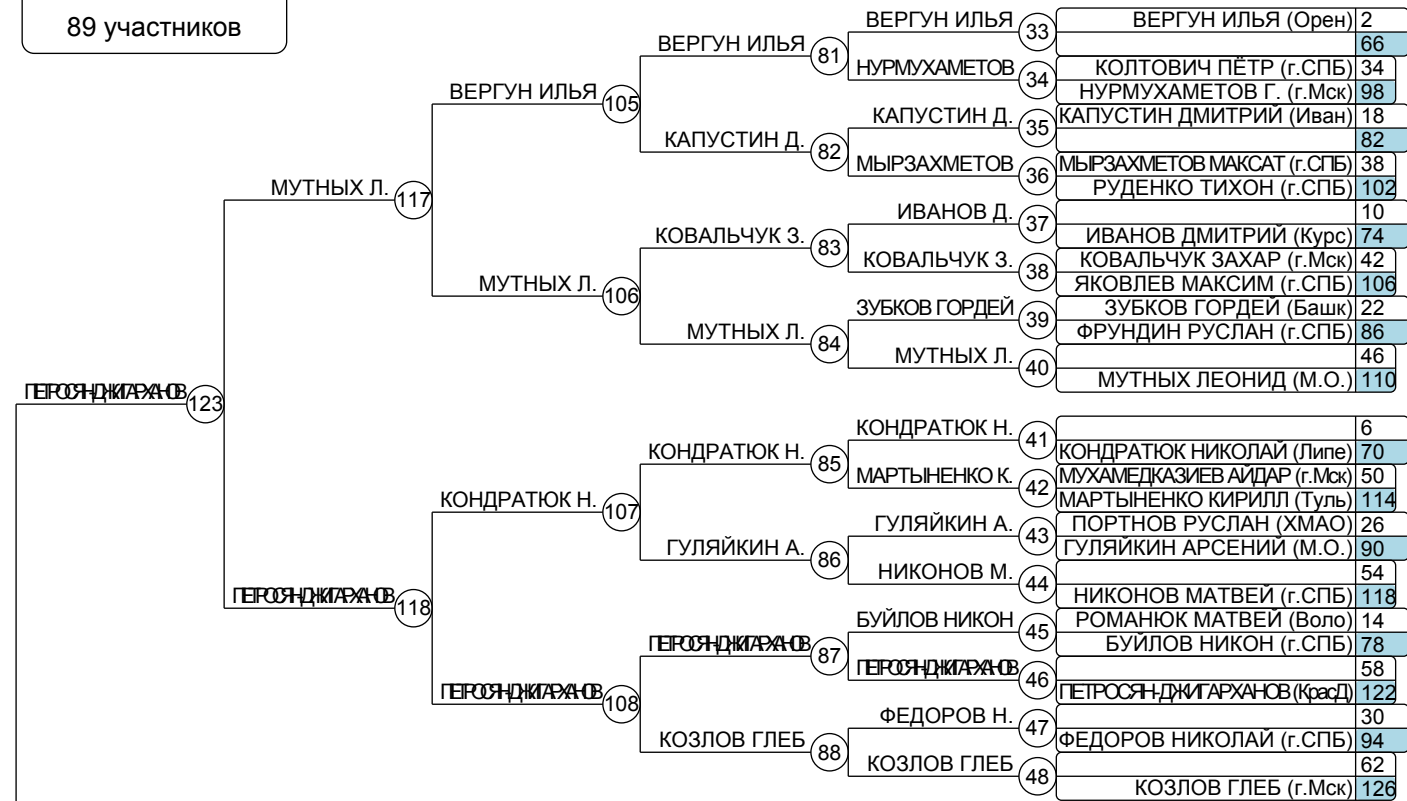 89 участников
ВЕРГУН ИЛЬЯ 33 ВЕРГУН ИЛЬЯ (Орен) 2
66
ВЕРГУН ИЛЬЯ 81
НУРМУХАМЕТОВ 34 КОЛТОВИЧ ПЁТР (г.СПБ) 34
НУРМУХАМЕТОВ Г. (г.Мск) 98
ВЕРГУН ИЛЬЯ 105
КАПУСТИН Д. 35 КАПУСТИН ДМИТРИЙ (Иван) 18
82
КАПУСТИН Д. 82
МЫРЗАХМЕТОВ 36 МЫРЗАХМЕТОВ МАКСАТ (г.СПБ) 38
РУДЕНКО ТИХОН (г.СПБ) 102
МУТНЫХ Л. 117
10
ИВАНОВ Д. 37 ИВАНОВ ДМИТРИЙ (Курс) 74
КОВАЛЬЧУК З. 83
КОВАЛЬЧУК З. 38 КОВАЛЬЧУК ЗАХАР (г.Мск) 42
ЯКОВЛЕВ МАКСИМ (г.СПБ) 106
МУТНЫХ Л. 106
ЗУБКОВ ГОРДЕЙ 39 ЗУБКОВ ГОРДЕЙ (Башк) 22
ФРУНДИН РУСЛАН (г.СПБ) 86
МУТНЫХ Л. 84
46
МУТНЫХ Л. 40 МУТНЫХ ЛЕОНИД (М.О.) 110
ПЕТРОСЯН-ДЖИГАРХАНОВ 123
6
КОНДРАТЮК Н. 41 КОНДРАТЮК НИКОЛАЙ (Липе) 70
КОНДРАТЮК Н. 85
МАРТЫНЕНКО К. 42 МУХАМЕДКАЗИЕВ АЙДАР (г.Мск) 50
МАРТЫНЕНКО КИРИЛЛ (Туль) 114
КОНДРАТЮК Н. 107
ГУЛЯЙКИН А. 43 ПОРТНОВ РУСЛАН (ХМАО) 26
ГУЛЯЙКИН АРСЕНИЙ (М.О.) 90
ГУЛЯЙКИН А. 86
54
НИКОНОВ М. 44 НИКОНОВ МАТВЕЙ (г.СПБ) 118
ПЕТРОСЯН-ДЖИГАРХАНОВ 118
БУЙЛОВ НИКОН 45 РОМАНЮК МАТВЕЙ (Воло) 14
БУЙЛОВ НИКОН (г.СПБ) 78
ПЕТРОСЯН-ДЖИГАРХАНОВ 87
58
ПЕТРОСЯН-ДЖИГАРХАНОВ 46 ПЕТРОСЯН-ДЖИГАРХАНОВ (КрасД) 122
ПЕТРОСЯН-ДЖИГАРХАНОВ 108
30
ФЕДОРОВ Н. 47 ФЕДОРОВ НИКОЛАЙ (г.СПБ) 94
КОЗЛОВ ГЛЕБ 88
62
КОЗЛОВ ГЛЕБ 48 КОЗЛОВ ГЛЕБ (г.Мск) 126